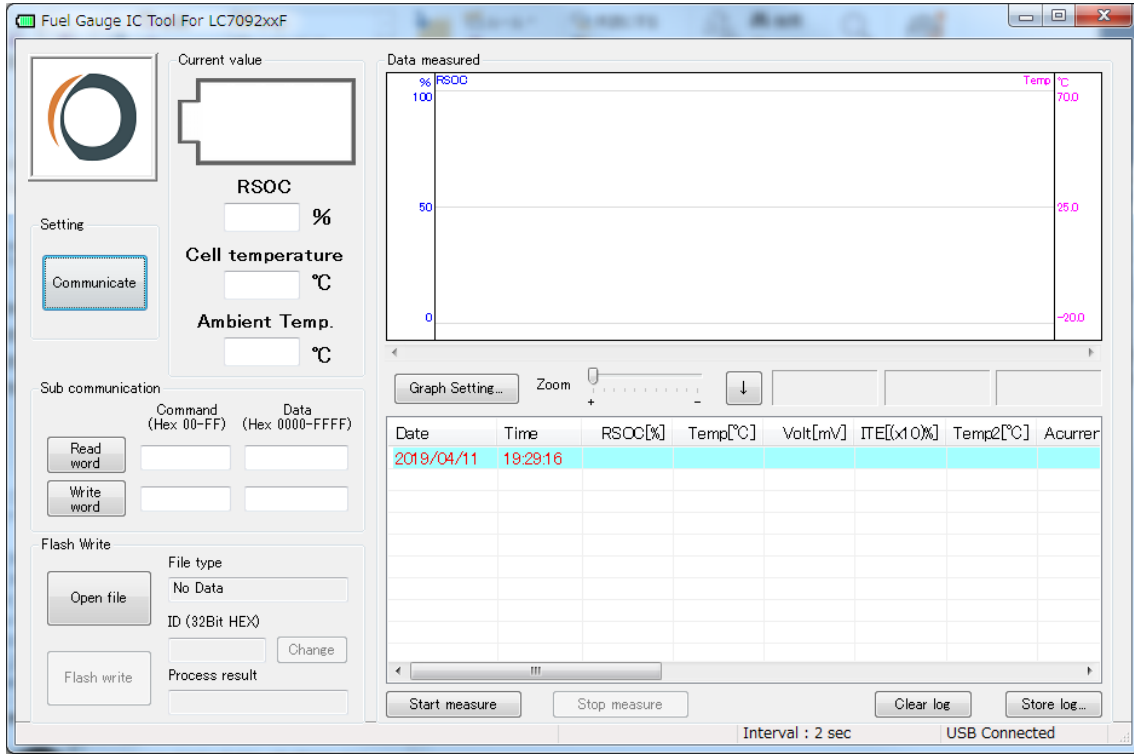 Fuel Gauge IC Tool For LC7092xxF
Current value
RSOC
%
Cell temperature
℃
Ambient Temp.
℃
Setting
Communicate
Sub communication
Command Data
(Hex 00-FF) (Hex 0000-FFFF)
Read
word
Write
word
Flash Write
File type
Open file
No Data
ID (32Bit HEX)
Change
Flash write
Process result
Data measured
% RSOC Temp ℃
100 70.0
50 25.0
0 -20.0
Graph Setting... Zoom + - ↓
Date Time RSOC[%] Temp[℃] Volt[mV] ITE[(x10)%] Temp2[℃] Acurrer
2019/04/11 19:29:16
Start measure Stop measure Clear log Store log...
Interval : 2 sec USB Connected